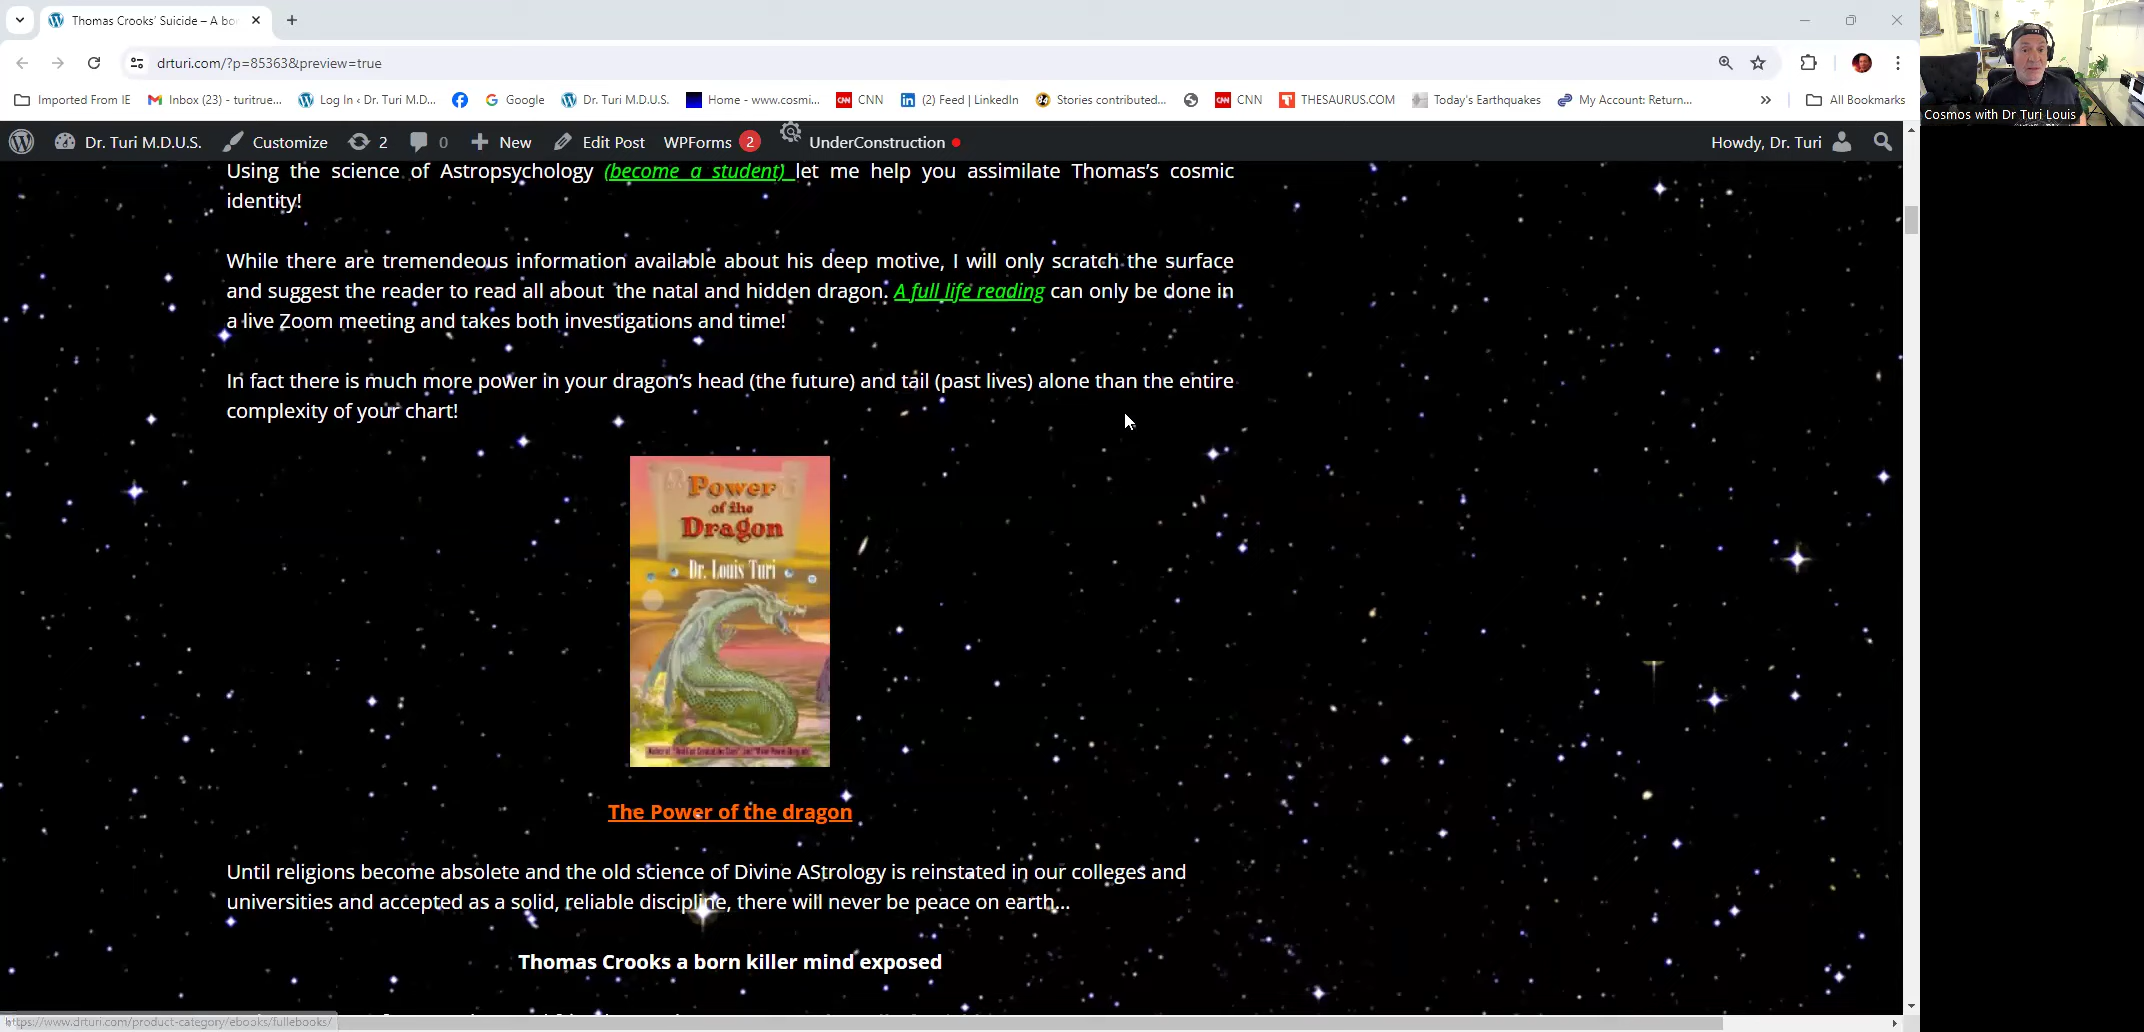 Thomas Crooks' Suicide – A bo
drturi.com/?p=85363&preview=true
Imported From IE
Inbox (23) - turitrue...
Log In ‹ Dr. Turi M.D...
Google
Dr. Turi M.D.U.S.
Home - www.cosmi...
CNN
(2) Feed | LinkedIn
Stories contributed...
CNN
THESAURUS.COM
Today's Earthquakes
My Account: Return...
All Bookmarks
Cosmos with Dr Turi Louis
Dr. Turi M.D.U.S.
Customize
2
0
New
Edit Post
WPForms 2
UnderConstruction
Howdy, Dr. Turi
Using the science of Astropsychology (become a student) let me help you assimilate Thomas's cosmic
identity!
While there are tremendeous information available about his deep motive, I will only scratch the surface
and suggest the reader to read all about the natal and hidden dragon. A full life reading can only be done in
a live Zoom meeting and takes both investigations and time!
In fact there is much more power in your dragon's head (the future) and tail (past lives) alone than the entire
complexity of your chart!
Power
of the
Dragon
Dr. Louis Turi
The Power of the dragon
Until religions become absolete and the old science of Divine AStrology is reinstated in our colleges and
universities and accepted as a solid, reliable discipline, there will never be peace on earth...
Thomas Crooks a born killer mind exposed
https://www.drturi.com/product-category/ebooks/fullebooks/